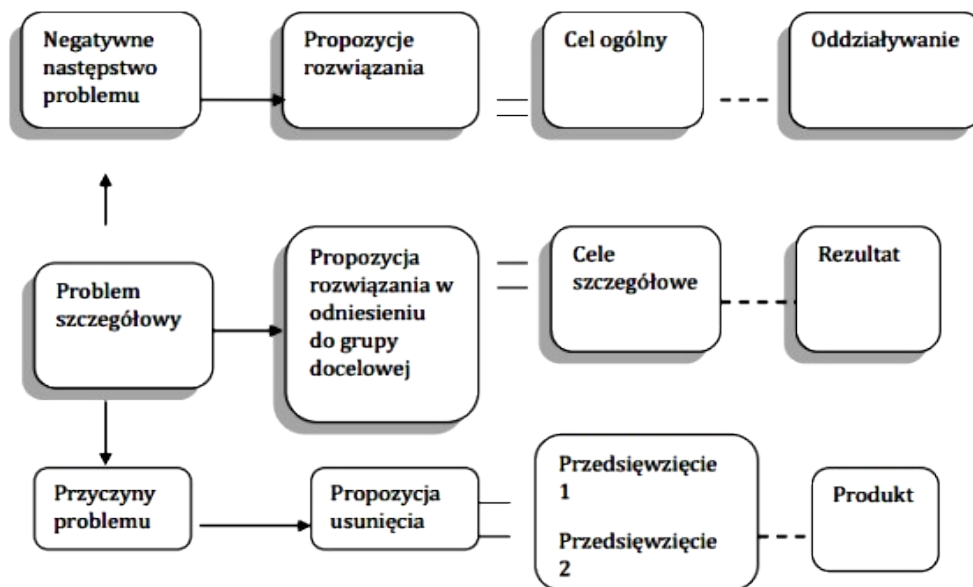 Negatywne
następstwo
problemu
Propozycje
rozwiązania
Cel ogólny
Oddziaływanie
Problem
szczegółowy
Propozycja
rozwiązania w
odniesieniu
do grupy
docelowej
Cele
szczegółowe
Rezultat
Przyczyny
problemu
Propozycja
usunięcia
Przedsięwzięcie
1
Przedsięwzięcie
2
Produkt